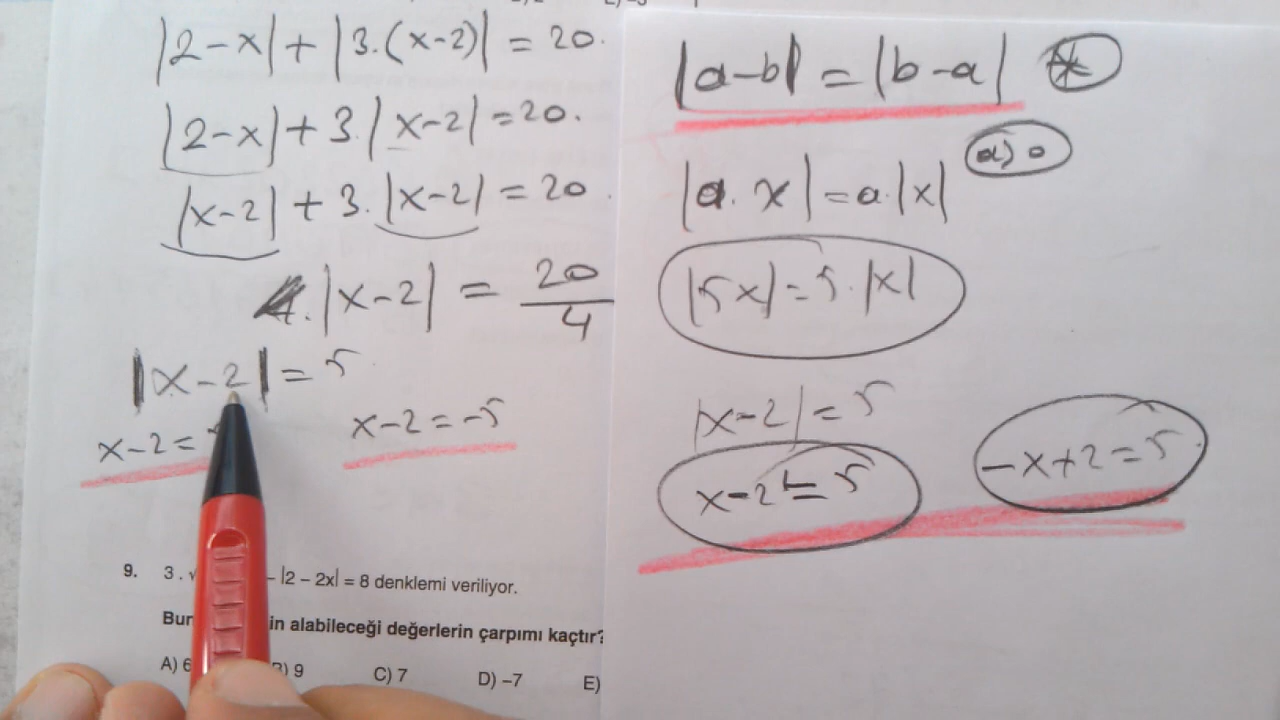 |2-x| + |3.(x-2)| = 20.
|2-x| + 3.|x-2| = 20.
|x-2| + 3.|x-2| = 20.
4.|x-2| = 20/4
|x-2| = 5
x-2=
x-2=-5
9. 3. - |2 – 2x| = 8 denklemi veriliyor.
alabileceği değerlerin çarpımı kaçtır?
A) 6 B) 9 C) 7 D) –7 E)
|a-b| = |b-a|
|a.x| = a.|x| a>0
|5x| = 5.|x|
|x-2| = 5
x-2=5 -x+2=5